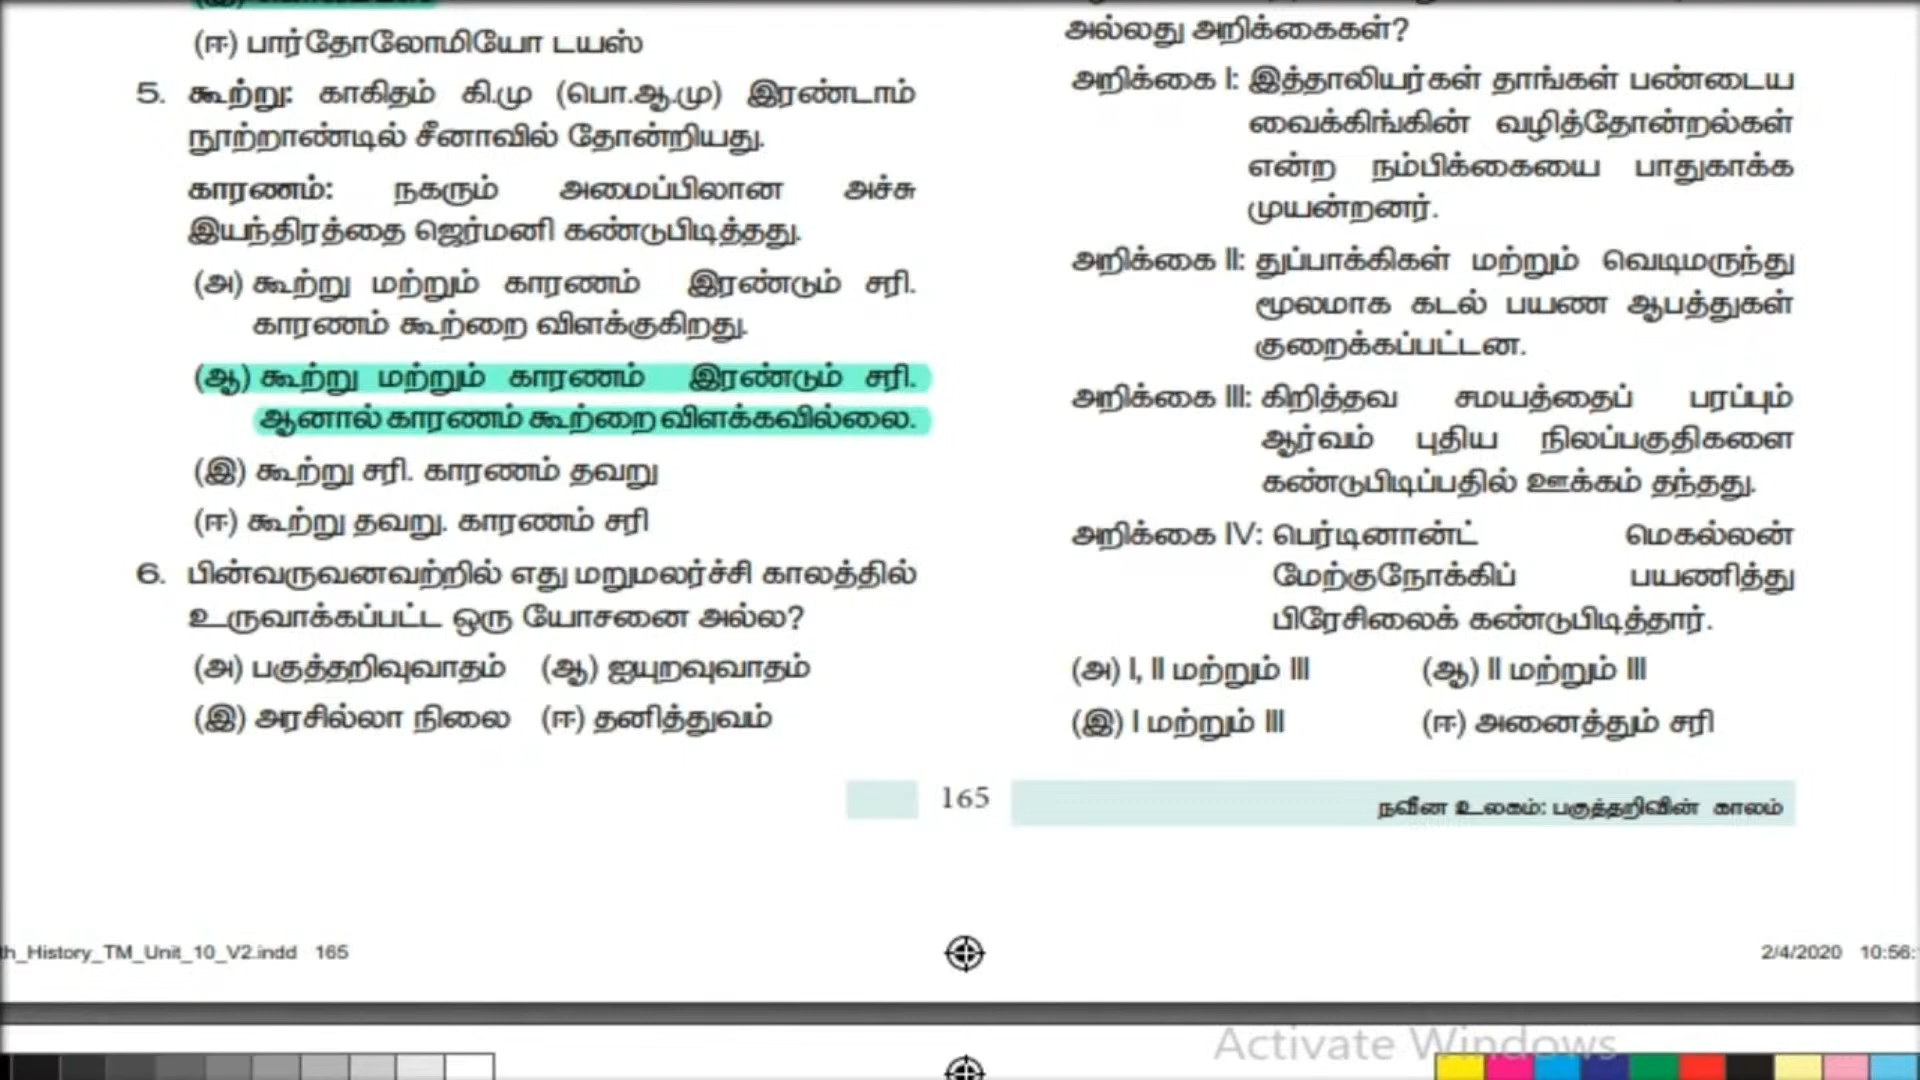 (ஈ) பார்தோலோமியோ டயஸ்
5. கூற்று: காகிதம் கி.மு (பொ.ஆ.மு) இரண்டாம்
நூற்றாண்டில் சீனாவில் தோன்றியது.
காரணம்: நகரும் அமைப்பிலான அச்சு
இயந்திரத்தை ஜெர்மனி கண்டுபிடித்தது.
(அ) கூற்று மற்றும் காரணம் இரண்டும் சரி.
காரணம் கூற்றை விளக்குகிறது.
(ஆ) கூற்று மற்றும் காரணம் இரண்டும் சரி.
ஆனால் காரணம் கூற்றை விளக்கவில்லை.
(இ) கூற்று சரி. காரணம் தவறு
(ஈ) கூற்று தவறு. காரணம் சரி
6. பின்வருவனவற்றில் எது மறுமலர்ச்சி காலத்தில்
உருவாக்கப்பட்ட ஒரு யோசனை அல்ல?
(அ) பகுத்தறிவுவாதம் (ஆ) ஐயுறவுவாதம்
(இ) அரசில்லா நிலை (ஈ) தனித்துவம்
அல்லது அறிக்கைகள்?
அறிக்கை I: இத்தாலியர்கள் தாங்கள் பண்டைய
வைக்கிங்கின் வழித்தோன்றல்கள்
என்ற நம்பிக்கையை பாதுகாக்க
முயன்றனர்.
அறிக்கை II: துப்பாக்கிகள் மற்றும் வெடிமருந்து
மூலமாக கடல் பயண ஆபத்துகள்
குறைக்கப்பட்டன.
அறிக்கை III: கிறித்தவ சமயத்தைப் பரப்பும்
ஆர்வம் புதிய நிலப்பகுதிகளை
கண்டுபிடிப்பதில் ஊக்கம் தந்தது.
அறிக்கை IV: பெர்டினான்ட் மெகல்லன்
மேற்குநோக்கிப் பயணித்து
பிரேசிலைக் கண்டுபிடித்தார்.
(அ) I, II மற்றும் III (ஆ) II மற்றும் III
(இ) I மற்றும் III (ஈ) அனைத்தும் சரி
165 நவீன உலகம்: பகுத்தறிவின் காலம்
th_History_TM_Unit_10_V2.indd 165
2/4/2020 10:56:
Activate Windows